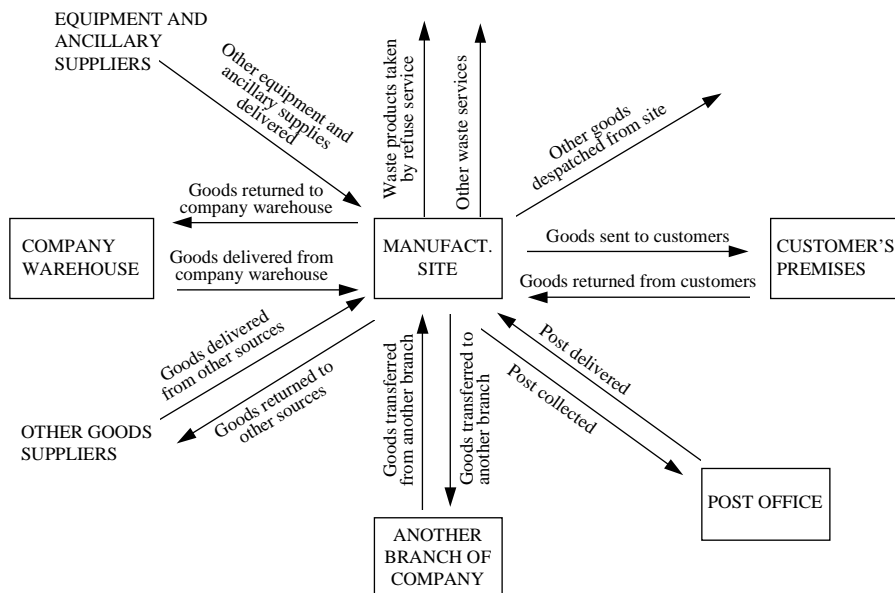 EQUIPMENT AND
ANCILLARY
SUPPLIERS
Other equipment and
ancillary supplies
delivered
Waste products taken
by refuse service
Other waste services
Other goods
despatched from site
Goods returned to
company warehouse
COMPANY
WAREHOUSE
Goods delivered from
company warehouse
MANUFACT.
SITE
Goods sent to customers
Goods returned from customers
CUSTOMER'S
PREMISES
Goods delivered
from other sources
Goods returned to
other sources
OTHER GOODS
SUPPLIERS
Goods transferred
from another branch
Goods transferred to
another branch
Post delivered
Post collected
POST OFFICE
ANOTHER
BRANCH OF
COMPANY